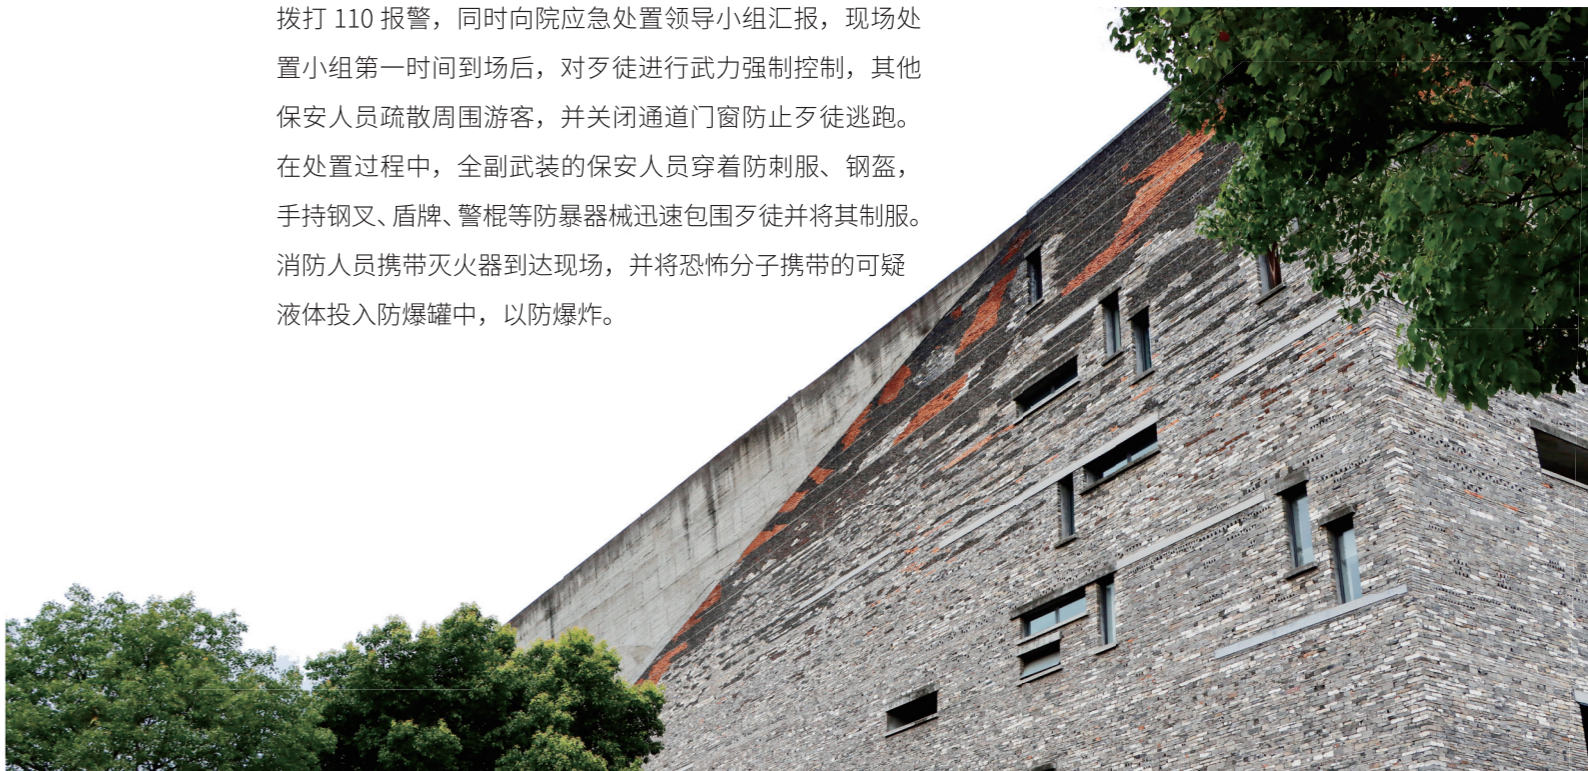 拨打 110 报警，同时向院应急处置领导小组汇报，现场处
置小组第一时间到场后，对歹徒进行武力强制控制，其他
保安人员疏散周围游客，并关闭通道门窗防止歹徒逃跑。
在处置过程中，全副武装的保安人员穿着防刺服、钢盔，
手持钢叉、盾牌、警棍等防暴器械迅速包围歹徒并将其制服。
消防人员携带灭火器到达现场，并将恐怖分子携带的可疑
液体投入防爆罐中，以防爆炸。